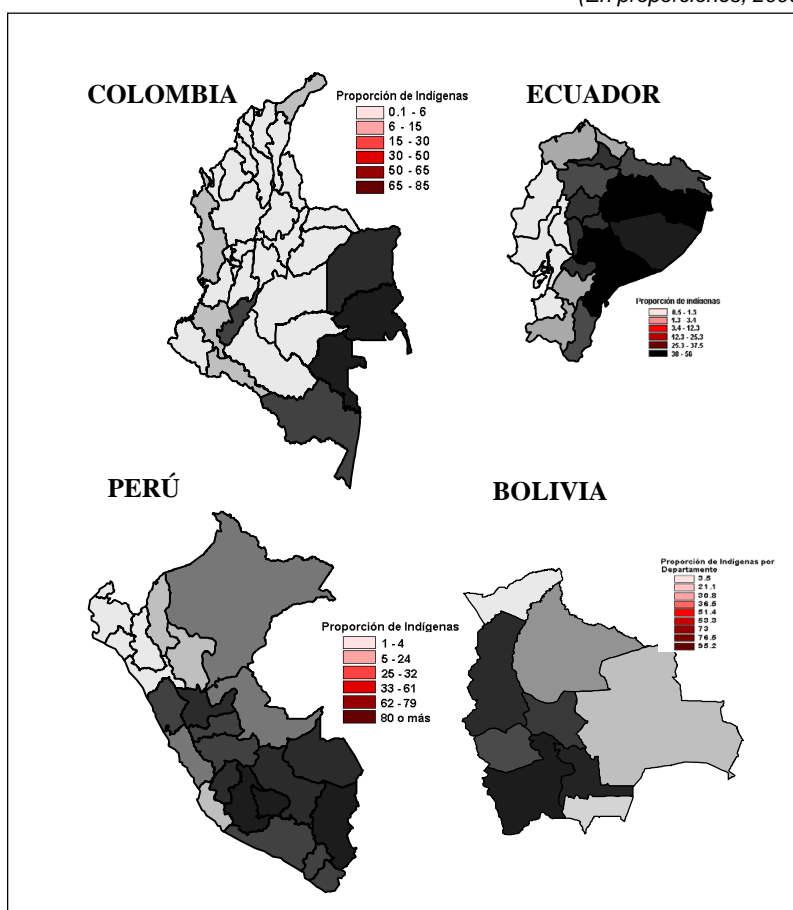 COLOMBIA
Proporción de Indígenas
0.1 - 6
6 - 15
15 - 30
30 - 50
50 - 65
65 - 85
ECUADOR
Proporción de Indígenas
0.5 - 1.3
1.3 - 3.4
3.4 - 12.3
12.3 - 25.3
25.3 - 37.5
38 - 56
PERÚ
Proporción de Indígenas
1 - 4
5 - 24
25 - 32
33 - 61
62 - 79
80 o más
BOLIVIA
Proporción de Indígenas por
Departamento
3.5
21.1
30.8
36.5
51.4
53.3
73
76.5
95.2